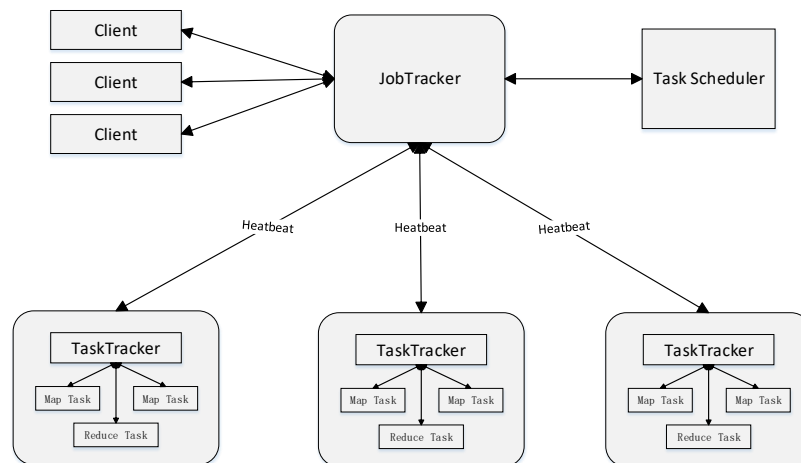 Client
Client
Client
JobTracker
Task Scheduler
Heatbeat
Heatbeat
Heatbeat
TaskTracker
Map Task
Map Task
Reduce Task
TaskTracker
Map Task
Map Task
Reduce Task
TaskTracker
Map Task
Map Task
Reduce Task